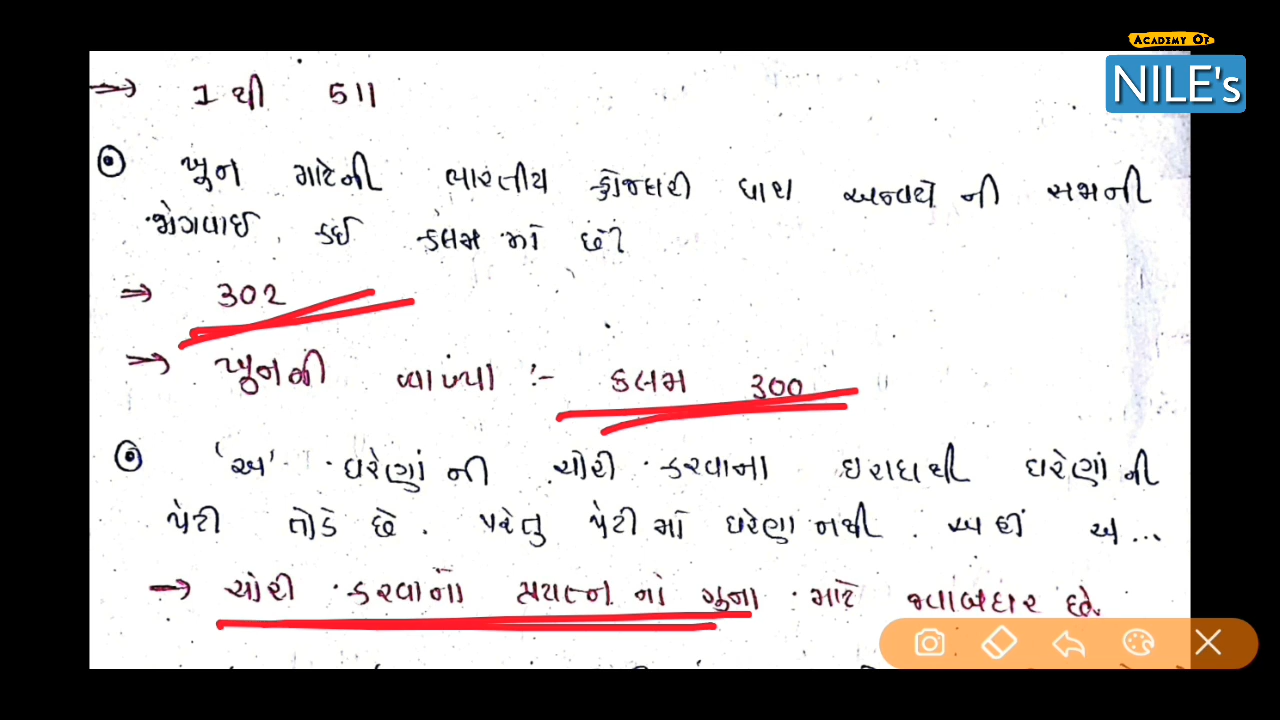 ACADEMY OF
NILE's
⇒ 1 થી 511
ખૂન માટેની ભારતીય ફોજદારી ધારા અન્વયે ની સજાની
જોગવાઈ કઈ કલમ માં છે?
⇒ 302
→ ખૂનની વ્યાખ્યા :- કલમ 300
'અ' ઘરેણાં ની ચોરી કરવાના ઇરાદાથી ઘરેણાં ની
પેટી તોડે છે. પરંતુ પેટી માં ઘરેણા નથી. અહીં અ...
→ ચોરી કરવાનો પ્રયત્ન નાં ગુના માટે જવાબદાર